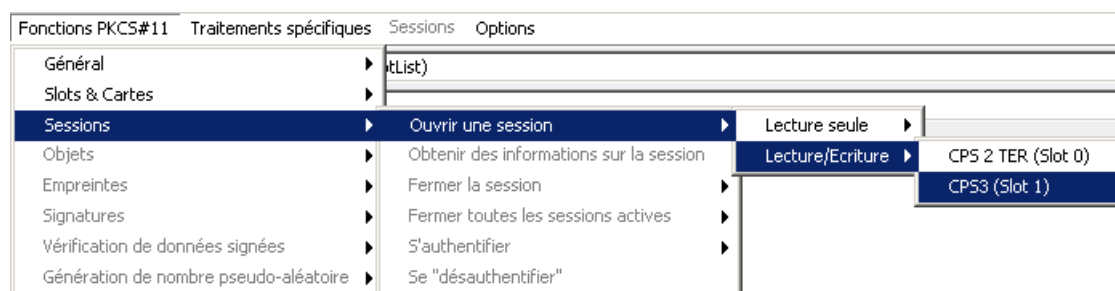 Fonctions PKCS#11 Traitements spécifiques Sessions Options
Général
tList)
Slots & Cartes
Sessions
Ouvrir une session
Lecture seule
Objets
Obtenir des informations sur la session
Lecture/Ecriture
CPS 2 TER (Slot 0)
Empreintes
Fermer la session
CPS3 (Slot 1)
Signatures
Fermer toutes les sessions actives
Vérification de données signées
S'authentifier
Génération de nombre pseudo-aléatoire
Se "désauthentifier"